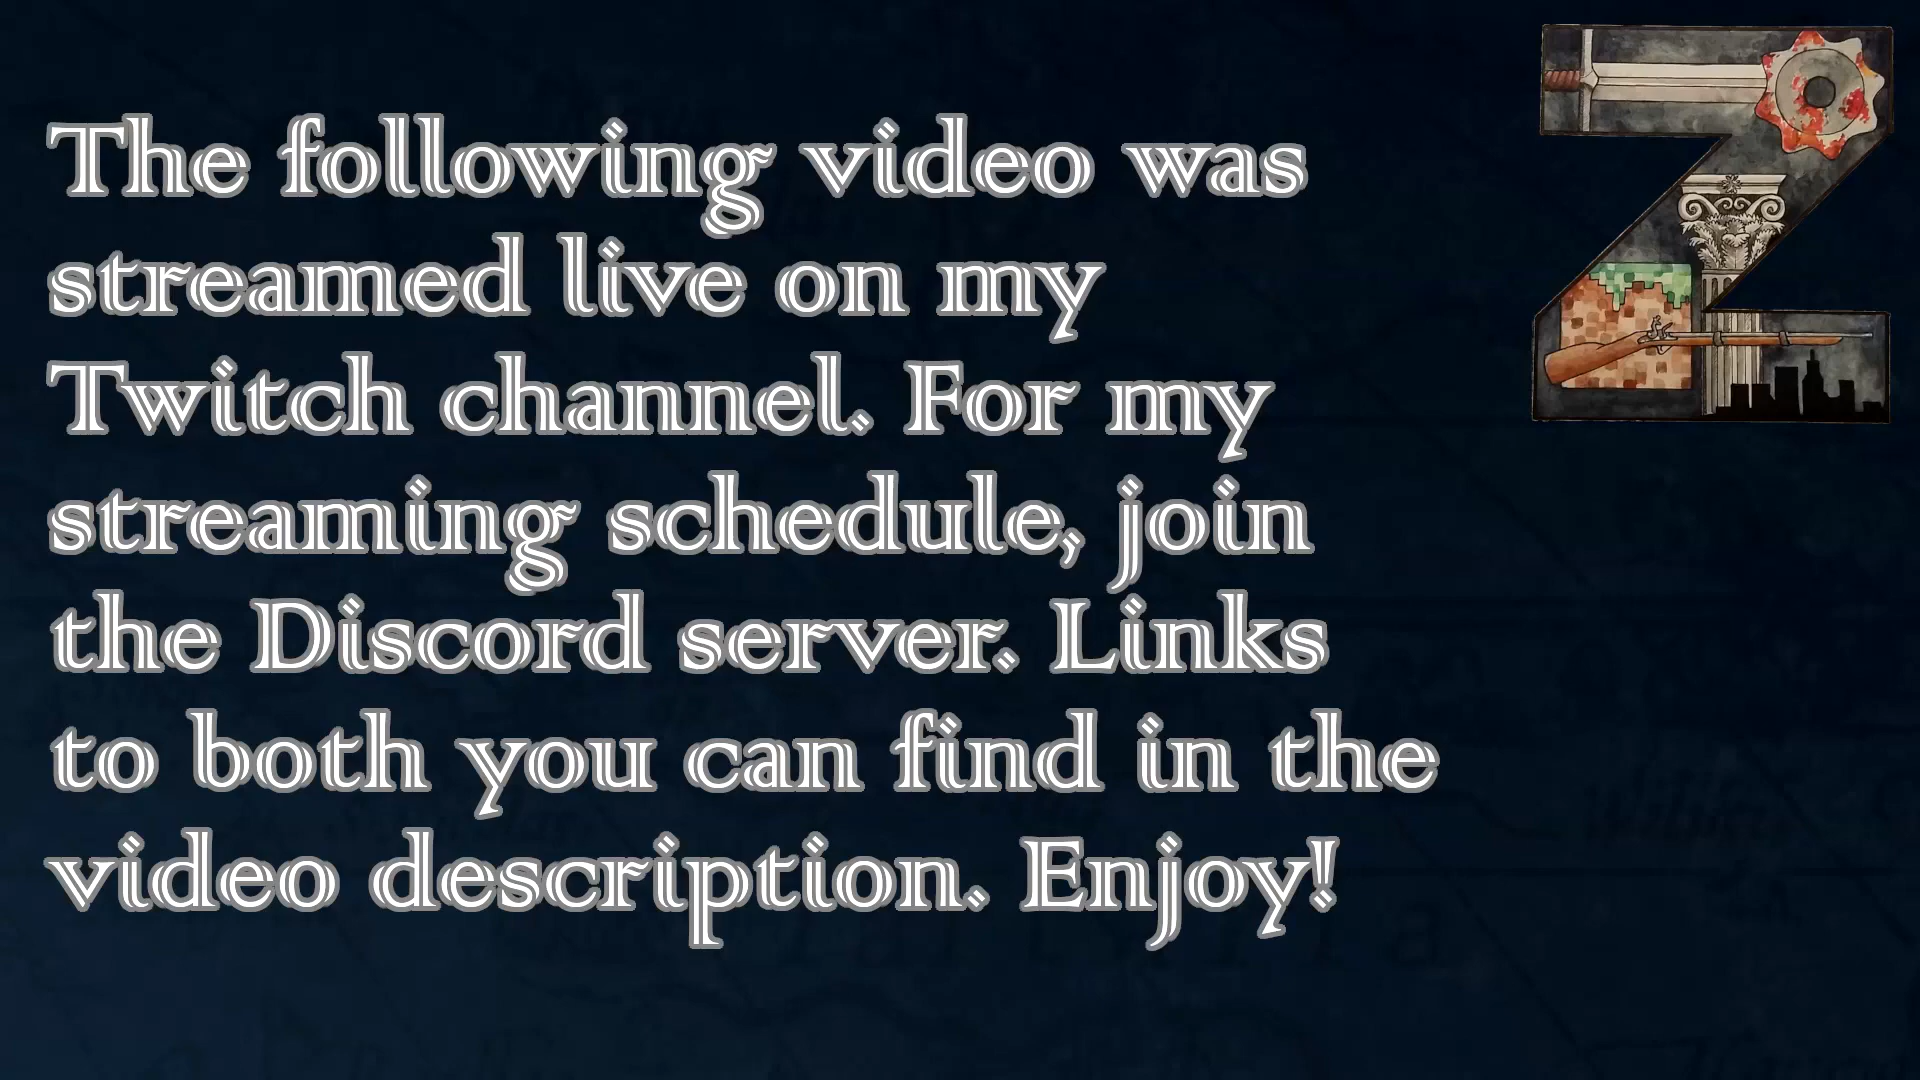 The following video was
streamed live on my
Twitch channel. For my
streaming schedule, join
the Discord server. Links
to both you can find in the
video description. Enjoy!